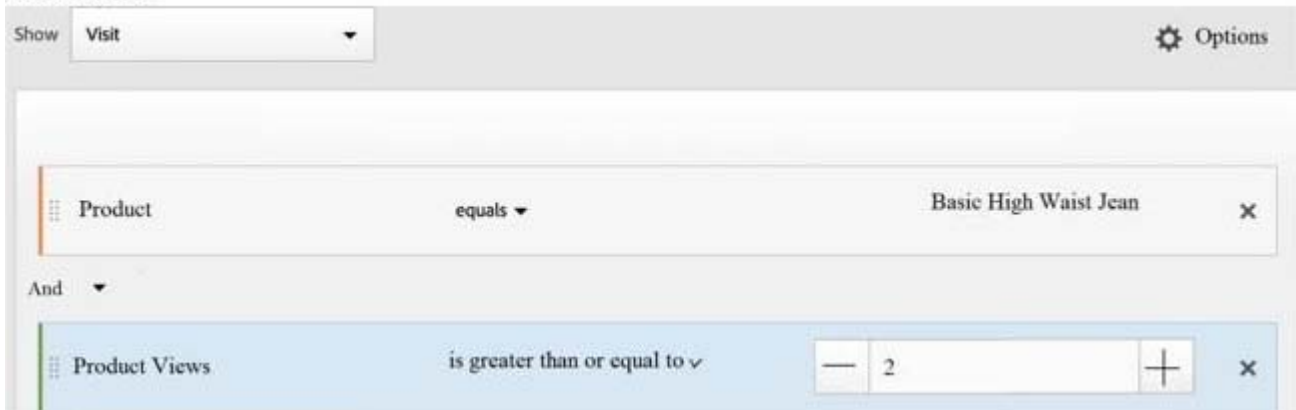 Show Visit Options
Product equals Basic High Waist Jean
And
Product Views is greater than or equal to 2